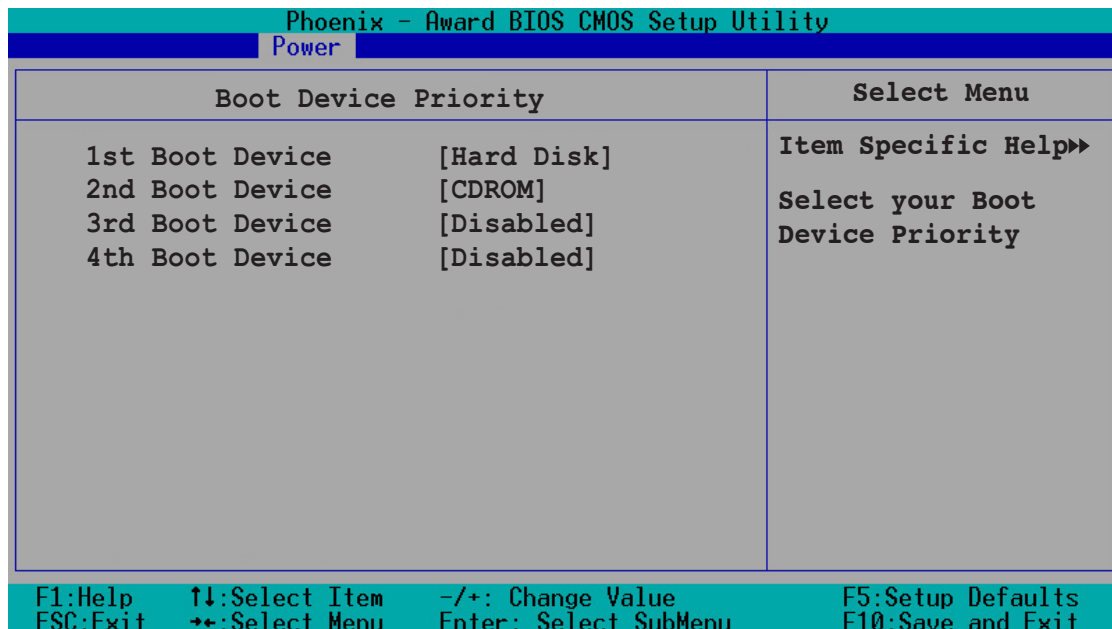 Phoenix - Award BIOS CMOS Setup Utility
Power
Boot Device Priority
Select Menu
1st Boot Device [Hard Disk]
2nd Boot Device [CDROM]
3rd Boot Device [Disabled]
4th Boot Device [Disabled]
Item Specific Help▸▸
Select your Boot
Device Priority
F1:Help ↑↓:Select Item -/+: Change Value F5:Setup Defaults
ESC:Exit →←:Select Menu Enter: Select SubMenu F10:Save and Exit